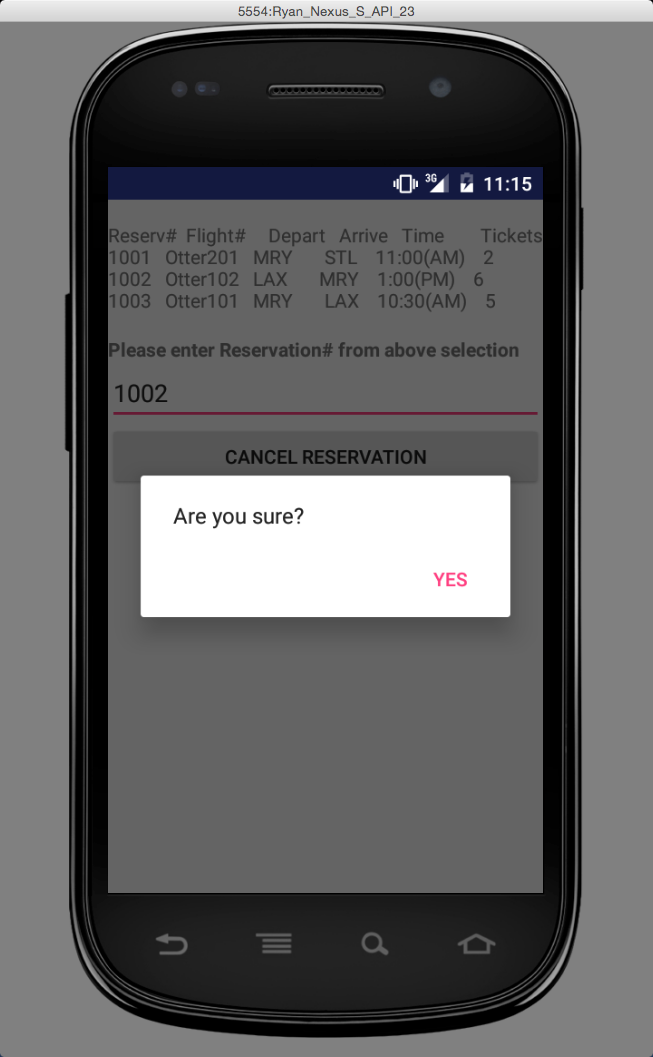 5554:Ryan_Nexus_S_API_23
3G 11:15
Reserv# Flight# Depart Arrive Time Tickets
1001 Otter201 MRY STL 11:00(AM) 2
1002 Otter102 LAX MRY 1:00(PM) 6
1003 Otter101 MRY LAX 10:30(AM) 5
Please enter Reservation# from above selection
1002
CANCEL RESERVATION
Are you sure?
YES